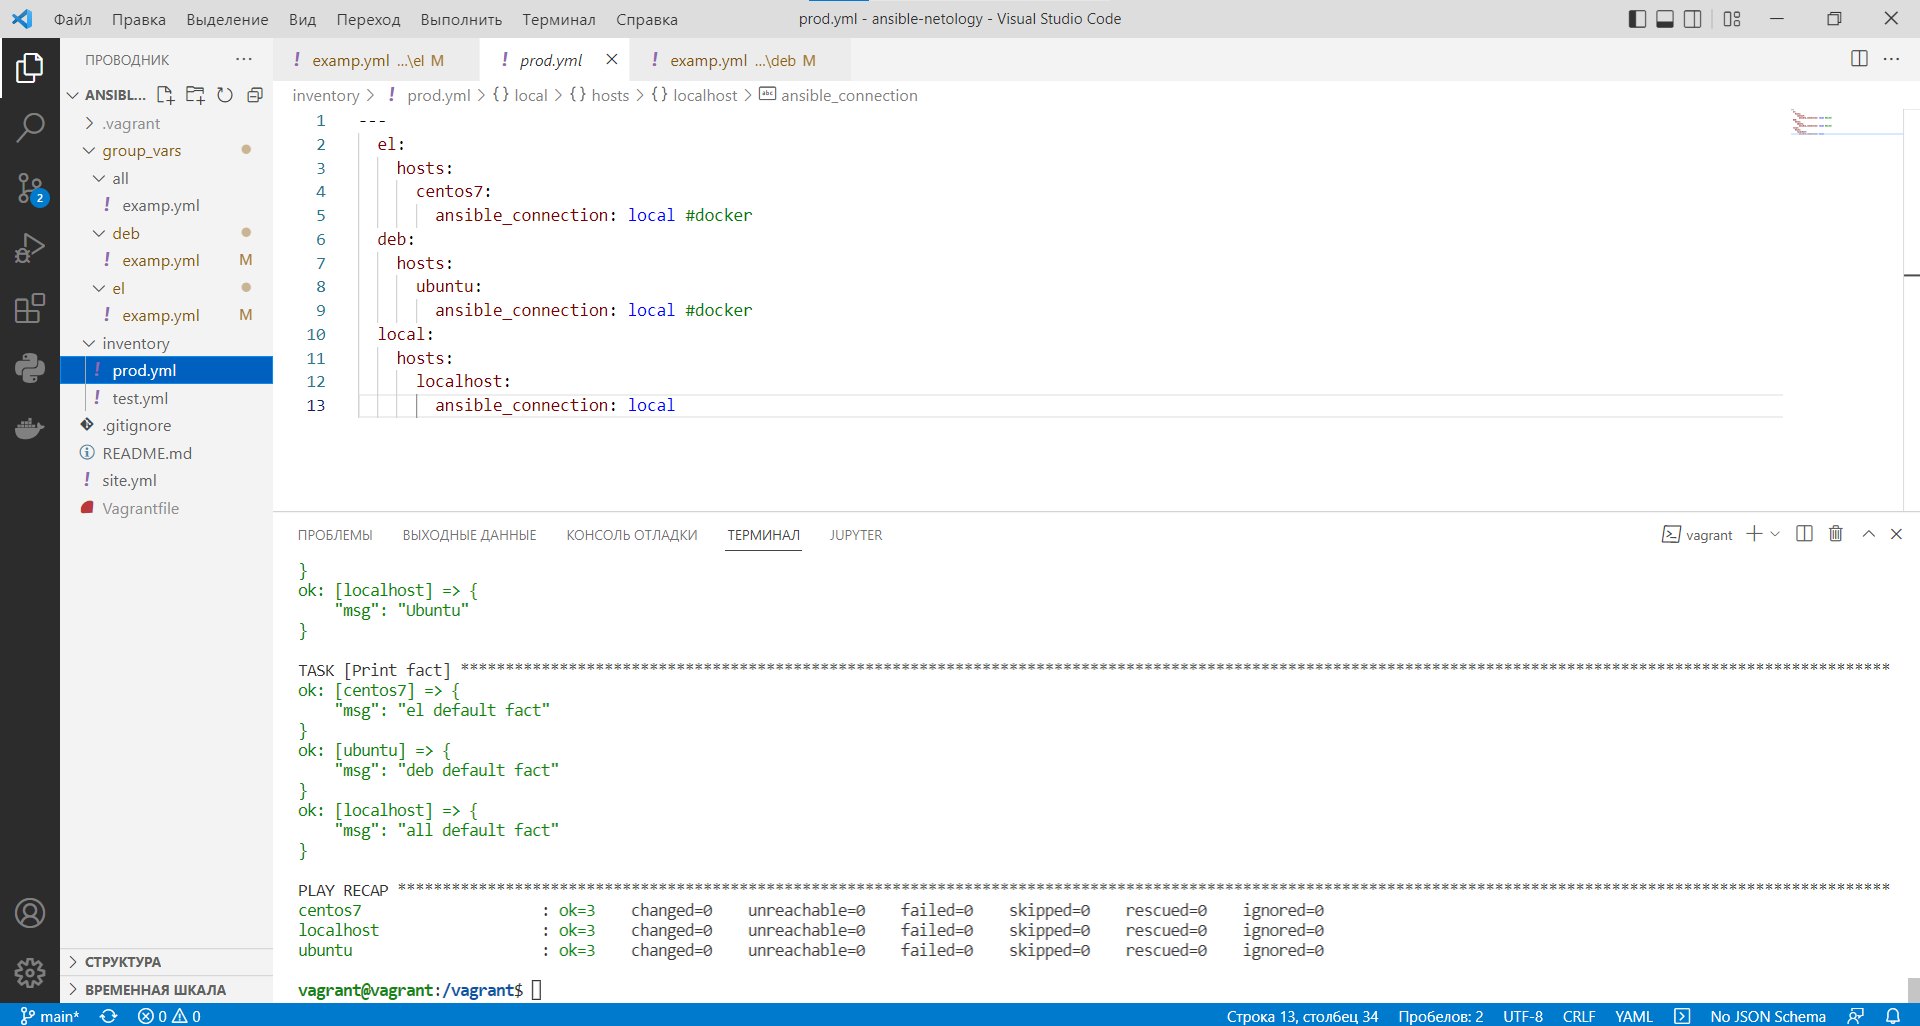 Файл Правка Выделение Вид Переход Выполнить Терминал Справка prod.yml - ansible-netology - Visual Studio Code
ПРОВОДНИК ···
ANSIBL...
.vagrant
group_vars
all
! examp.yml
deb
! examp.yml M
el
! examp.yml M
inventory
! prod.yml
! test.yml
.gitignore
README.md
! site.yml
Vagrantfile
СТРУКТУРА
ВРЕМЕННАЯ ШКАЛА
2
! examp.yml ...\el M ! prod.yml ! examp.yml ...\deb M
inventory > ! prod.yml > {} local > {} hosts > {} localhost > abc ansible_connection
1 ---
2 el:
3 hosts:
4 centos7:
5 ansible_connection: local #docker
6 deb:
7 hosts:
8 ubuntu:
9 ansible_connection: local #docker
10 local:
11 hosts:
12 localhost:
13 ansible_connection: local
ПРОБЛЕМЫ ВЫХОДНЫЕ ДАННЫЕ КОНСОЛЬ ОТЛАДКИ ТЕРМИНАЛ JUPYTER vagrant
}
ok: [localhost] => {
"msg": "Ubuntu"
}
TASK [Print fact] ***************************************************************************************************************************************************************
ok: [centos7] => {
"msg": "el default fact"
}
ok: [ubuntu] => {
"msg": "deb default fact"
}
ok: [localhost] => {
"msg": "all default fact"
}
PLAY RECAP **********************************************************************************************************************************************************************
centos7 : ok=3 changed=0 unreachable=0 failed=0 skipped=0 rescued=0 ignored=0
localhost : ok=3 changed=0 unreachable=0 failed=0 skipped=0 rescued=0 ignored=0
ubuntu : ok=3 changed=0 unreachable=0 failed=0 skipped=0 rescued=0 ignored=0
vagrant@vagrant:/vagrant$
main* 0 0 Строка 13, столбец 34 Пробелов: 2 UTF-8 CRLF YAML No JSON Schema